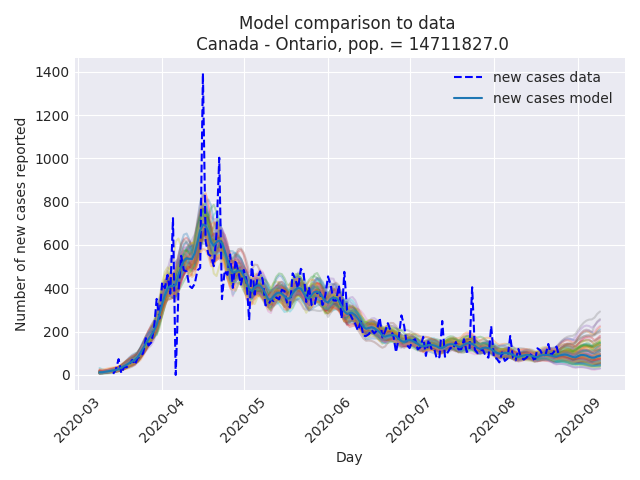 Model comparison to data
Canada - Ontario, pop. = 14711827.0
new cases data
new cases model
Number of new cases reported
1400
1200
1000
800
600
400
200
0
2020-03
2020-04
2020-05
2020-06
2020-07
2020-08
2020-09
Day